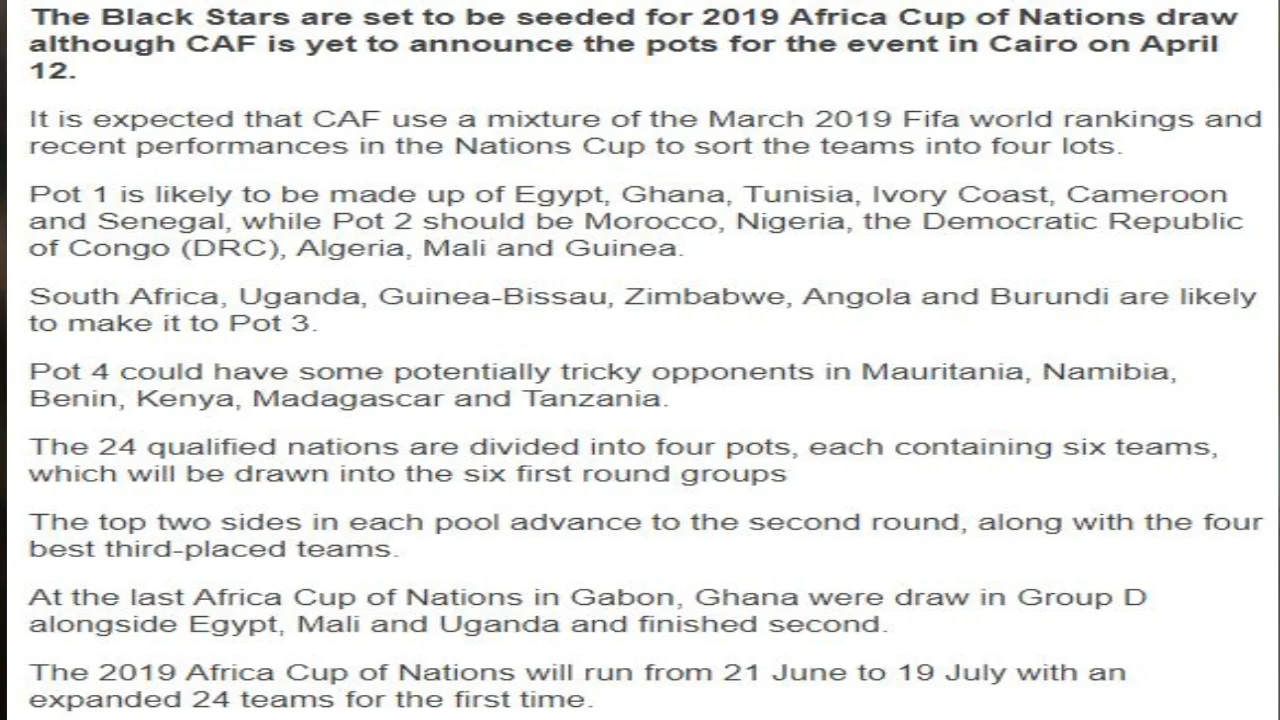 The Black Stars are set to be seeded for 2019 Africa Cup of Nations draw
although CAF is yet to announce the pots for the event in Cairo on April
12.
It is expected that CAF use a mixture of the March 2019 Fifa world rankings and
recent performances in the Nations Cup to sort the teams into four lots.
Pot 1 is likely to be made up of Egypt, Ghana, Tunisia, Ivory Coast, Cameroon
and Senegal, while Pot 2 should be Morocco, Nigeria, the Democratic Republic
of Congo (DRC), Algeria, Mali and Guinea.
South Africa, Uganda, Guinea-Bissau, Zimbabwe, Angola and Burundi are likely
to make it to Pot 3.
Pot 4 could have some potentially tricky opponents in Mauritania, Namibia,
Benin, Kenya, Madagascar and Tanzania.
The 24 qualified nations are divided into four pots, each containing six teams,
which will be drawn into the six first round groups
The top two sides in each pool advance to the second round, along with the four
best third-placed teams.
At the last Africa Cup of Nations in Gabon, Ghana were draw in Group D
alongside Egypt, Mali and Uganda and finished second.
The 2019 Africa Cup of Nations will run from 21 June to 19 July with an
expanded 24 teams for the first time.